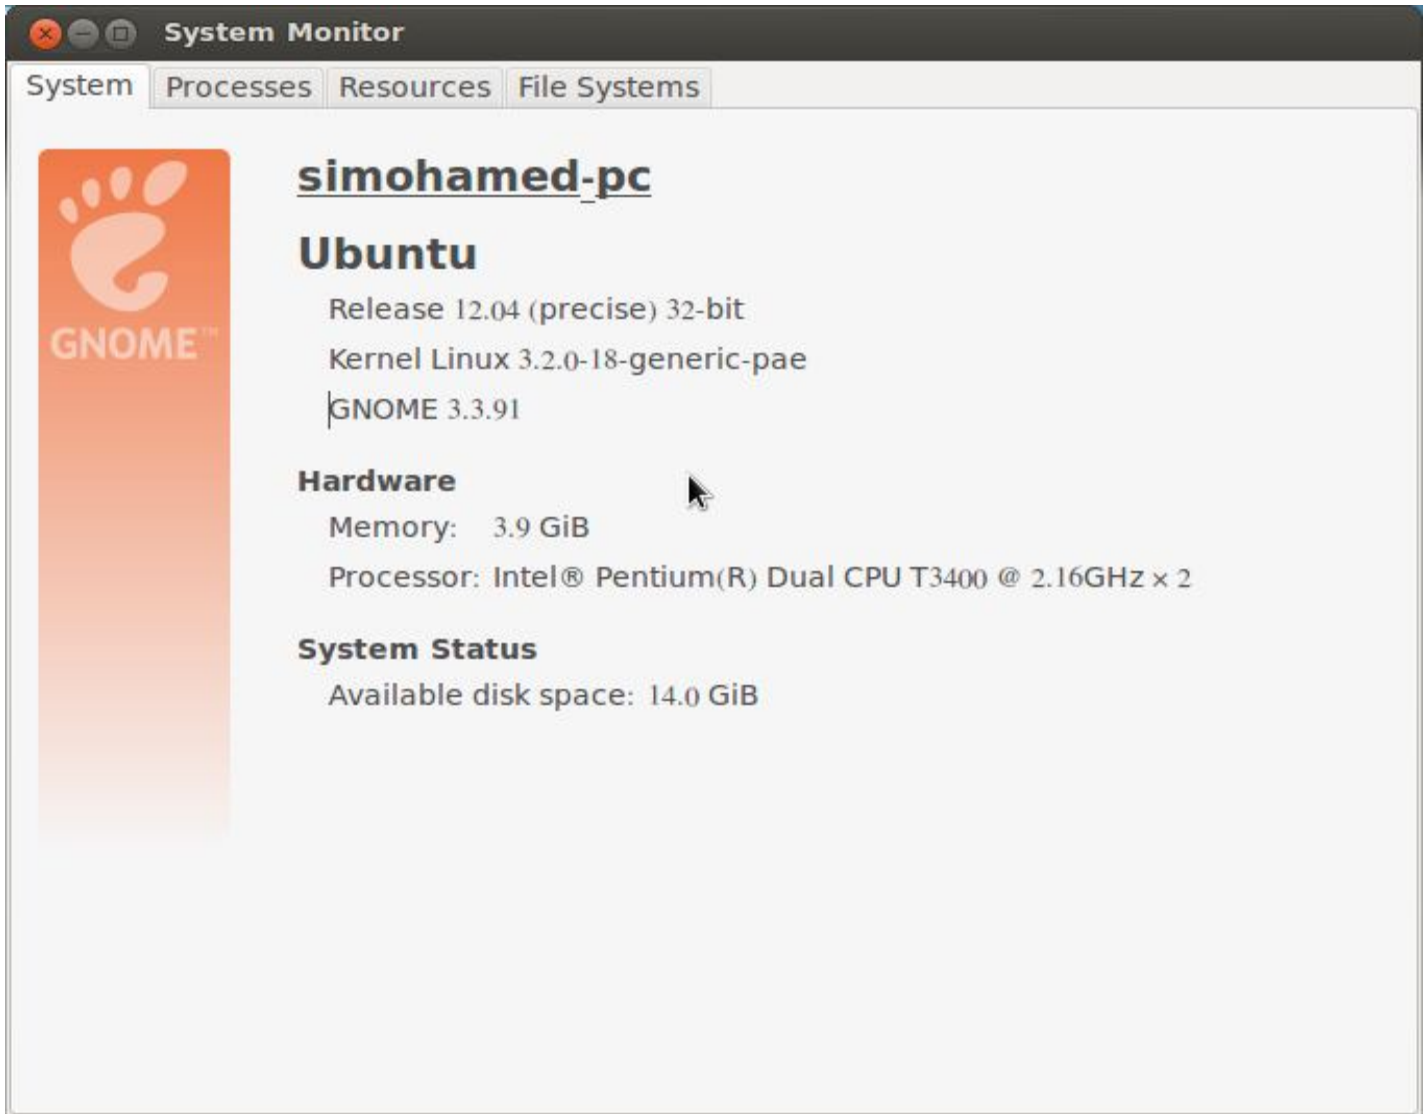 System Monitor
System Processes Resources File Systems
GNOME™
simohamed-pc
Ubuntu
Release 12.04 (precise) 32-bit
Kernel Linux 3.2.0-18-generic-pae
GNOME 3.3.91
Hardware
Memory: 3.9 GiB
Processor: Intel® Pentium(R) Dual CPU T3400 @ 2.16GHz × 2
System Status
Available disk space: 14.0 GiB